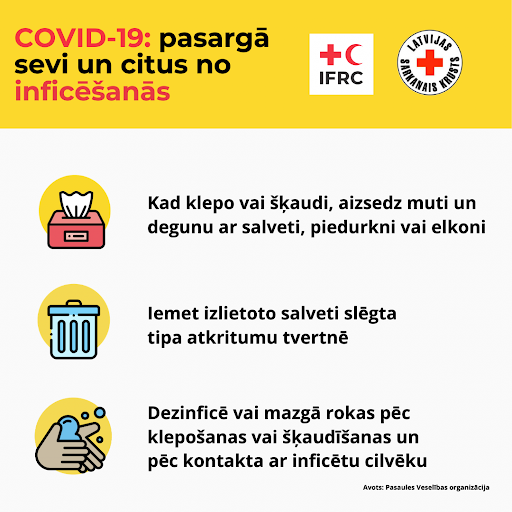 COVID-19: pasargā
sevi un citus no
inficēšanās
IFRC
LATVIJAS
SARKANAIS KRUSTS
Kad klepo vai šķaudi, aizsedz muti un
degunu ar salveti, piedurkni vai elkoni
Iemet izlietoto salveti slēgta
tipa atkritumu tvertnē
Dezinficē vai mazgā rokas pēc
klepošanas vai šķaudīšanas un
pēc kontakta ar inficētu cilvēku
Avots: Pasaules Veselības organizācija